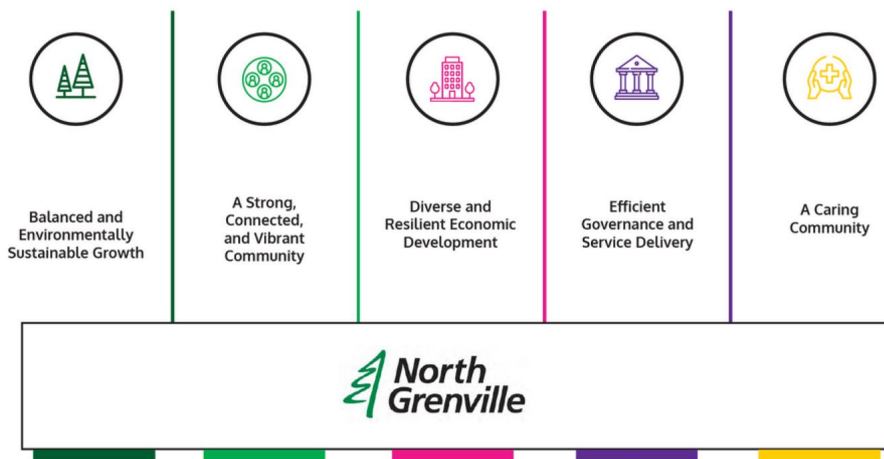 Balanced and
Environmentally
Sustainable Growth
A Strong,
Connected,
and Vibrant
Community
Diverse and
Resilient Economic
Development
Efficient
Governance and
Service Delivery
A Caring
Community
North
Grenville